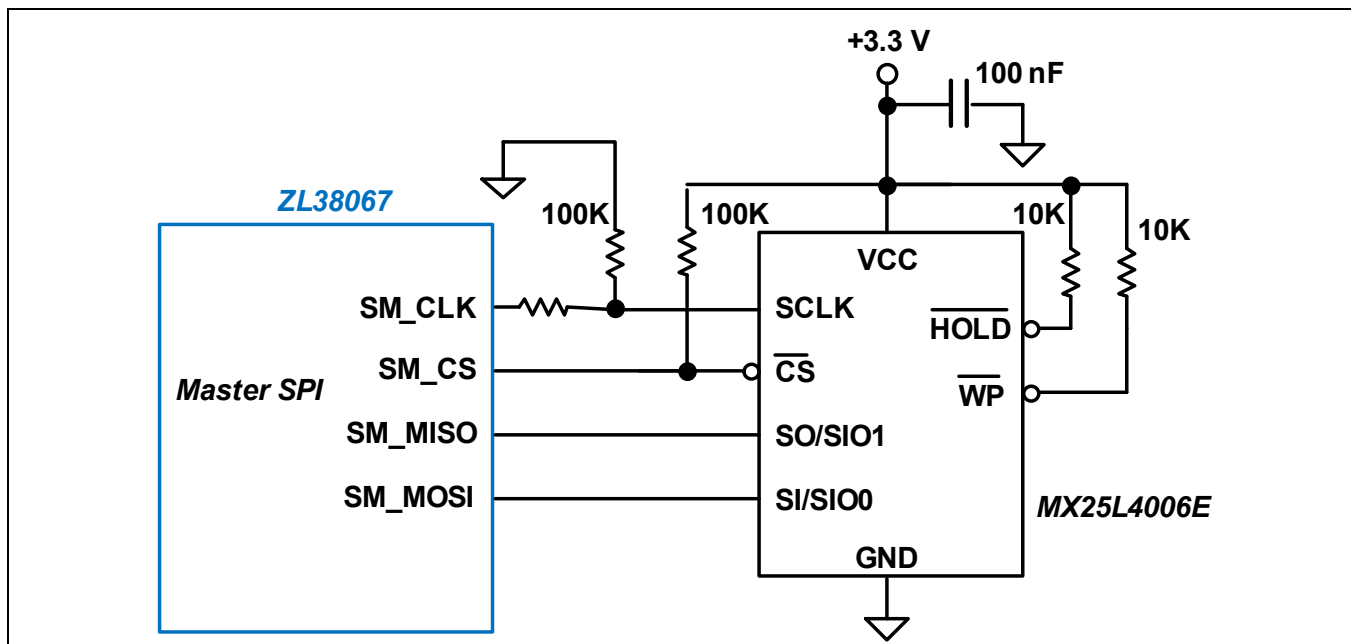 +3.3 V
100 nF
ZL38067
100K
100K
10K
10K
VCC
SM_CLK
SCLK
HOLD
SM_CS
CS
Master SPI
WP
SM_MISO
SO/SIO1
SM_MOSI
SI/SIO0
MX25L4006E
GND